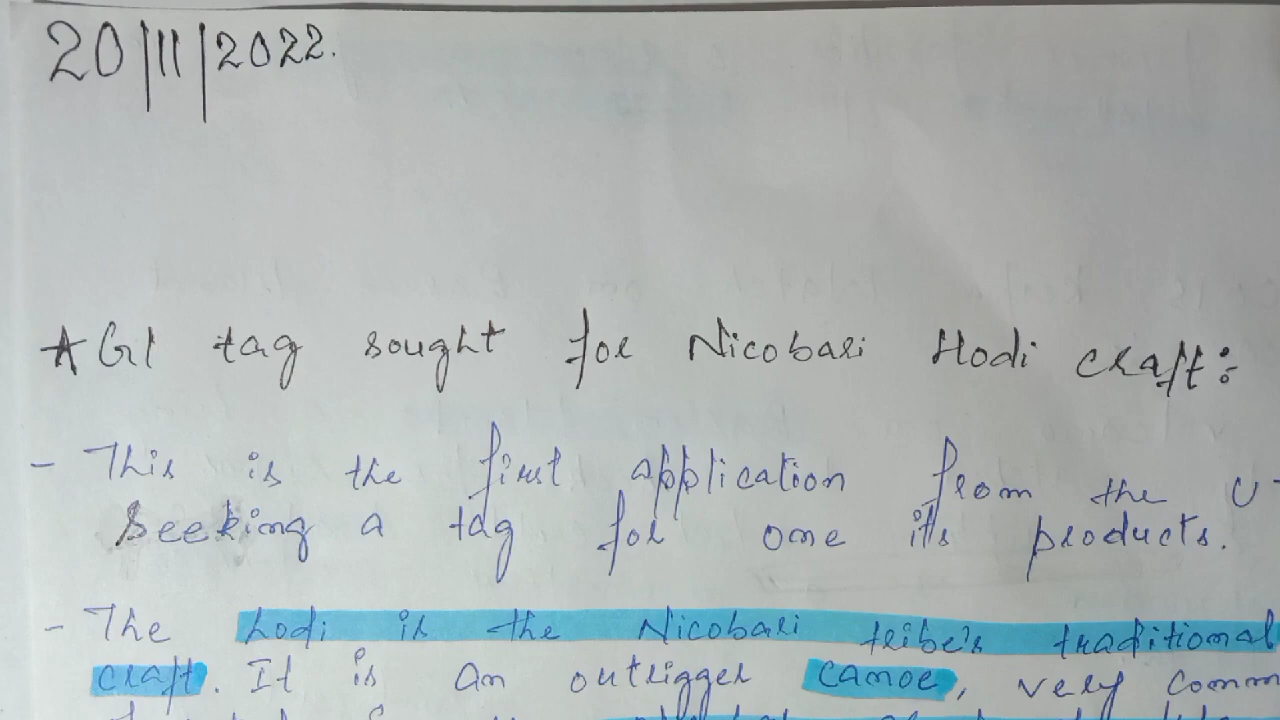 20/11/2022.
★ GI tag sought for Nicobari Hodi craft:
- This is the first application from the
seeking a tag for one it's products.
- The hodi is the Nicobari tribe's traditional
craft. It is an outrigger canoe, very